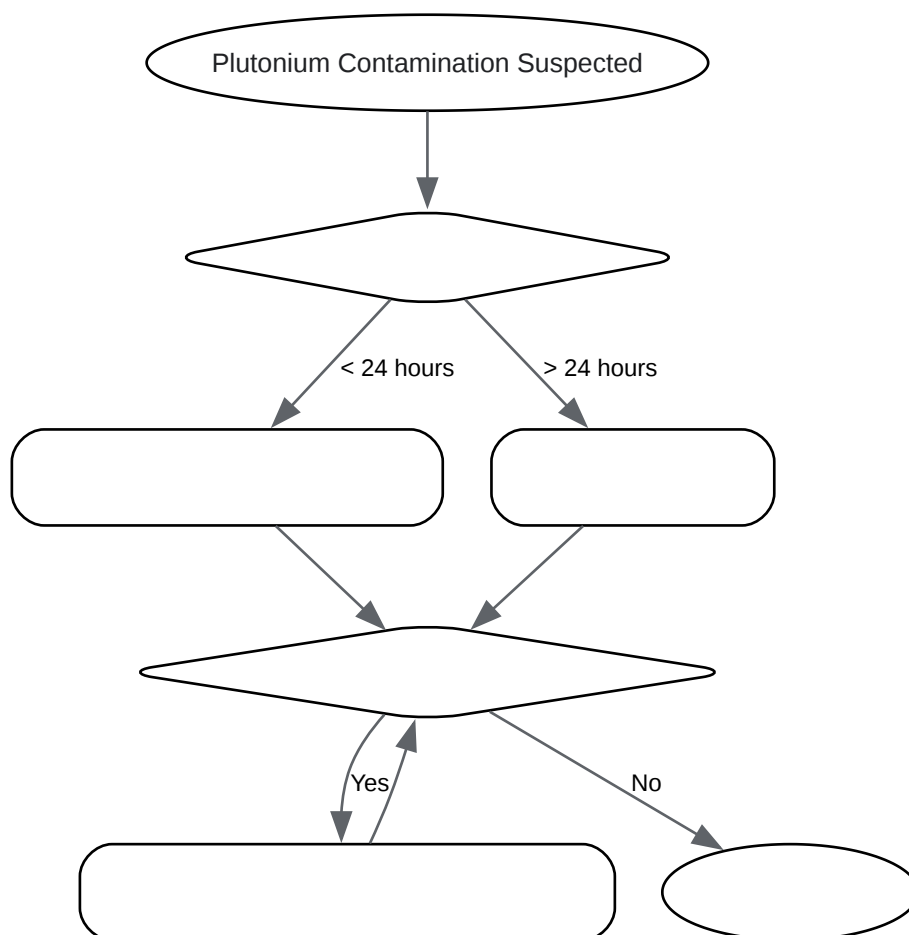 Plutonium Contamination Suspected
< 24 hours
> 24 hours
Yes
No